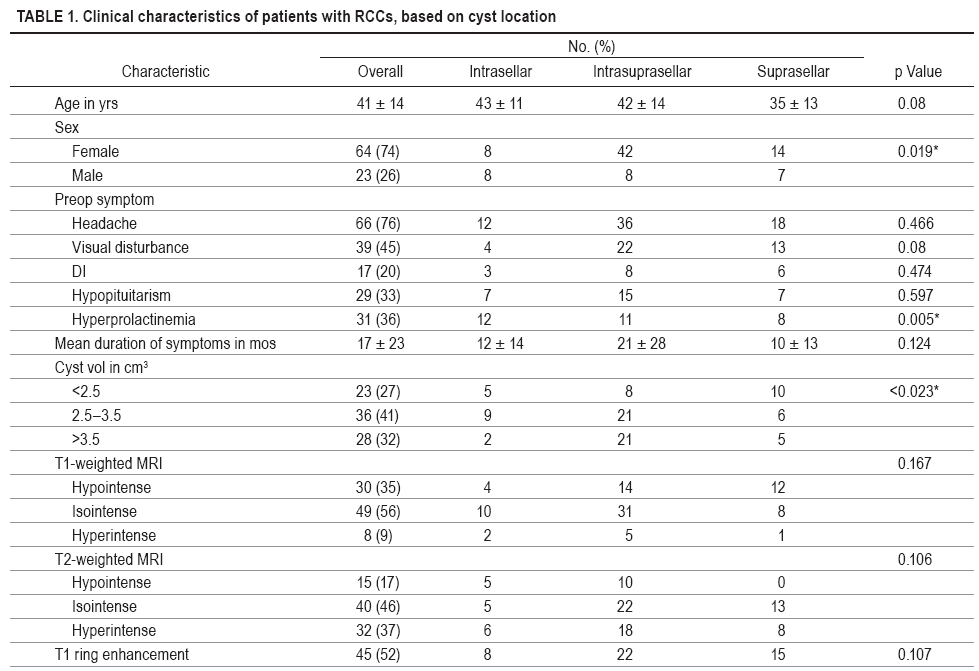 TABLE 1. Clinical characteristics of patients with RCCs, based on cyst location
No. (%)
Characteristic Overall Intrasellar Intrasuprasellar Suprasellar p Value
Age in yrs 41 ± 14 43 ± 11 42 ± 14 35 ± 13 0.08
Sex
Female 64 (74) 8 42 14 0.019*
Male 23 (26) 8 8 7
Preop symptom
Headache 66 (76) 12 36 18 0.466
Visual disturbance 39 (45) 4 22 13 0.08
DI 17 (20) 3 8 6 0.474
Hypopituitarism 29 (33) 7 15 7 0.597
Hyperprolactinemia 31 (36) 12 11 8 0.005*
Mean duration of symptoms in mos 17 ± 23 12 ± 14 21 ± 28 10 ± 13 0.124
Cyst vol in cm³
<2.5 23 (27) 5 8 10 <0.023*
2.5–3.5 36 (41) 9 21 6
>3.5 28 (32) 2 21 5
T1-weighted MRI 0.167
Hypointense 30 (35) 4 14 12
Isointense 49 (56) 10 31 8
Hyperintense 8 (9) 2 5 1
T2-weighted MRI 0.106
Hypointense 15 (17) 5 10 0
Isointense 40 (46) 5 22 13
Hyperintense 32 (37) 6 18 8
T1 ring enhancement 45 (52) 8 22 15 0.107